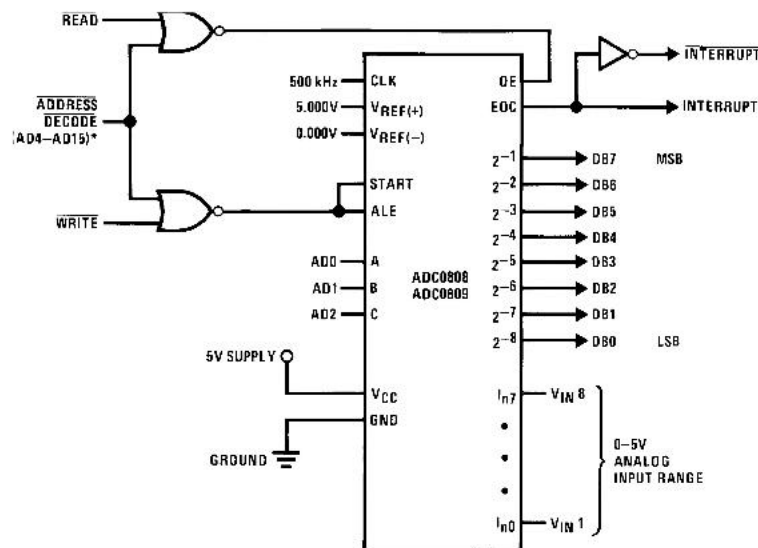 READ
500 kHz
CLK
OE
INTERRUPT
5.000V
VREF(+)
EOC
INTERRUPT
ADDRESS
DECODE
(AD4–AD15)*
0.000V
VREF(−)
2−1
DB7
MSB
START
2−2
DB6
WRITE
ALE
2−3
DB5
2−4
DB4
AD0
A
ADC0808
ADC0809
2−5
DB3
AD1
B
2−6
DB2
AD2
C
2−7
DB1
2−8
DB0
LSB
5V SUPPLY
VCC
In7
VIN 8
GND
GROUND
0–5V
ANALOG
INPUT RANGE
In0
VIN 1